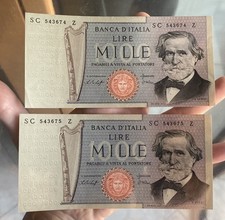 SC 543674 Z
SC 543674 Z
BANCA D'ITALIA
LIRE
MILLE
PAGABILI A VISTA AL PORTATORE
SC 543675 Z
SC 543675 Z
BANCA D'ITALIA
LIRE
MILLE
PAGABILI A VISTA AL PORTATORE